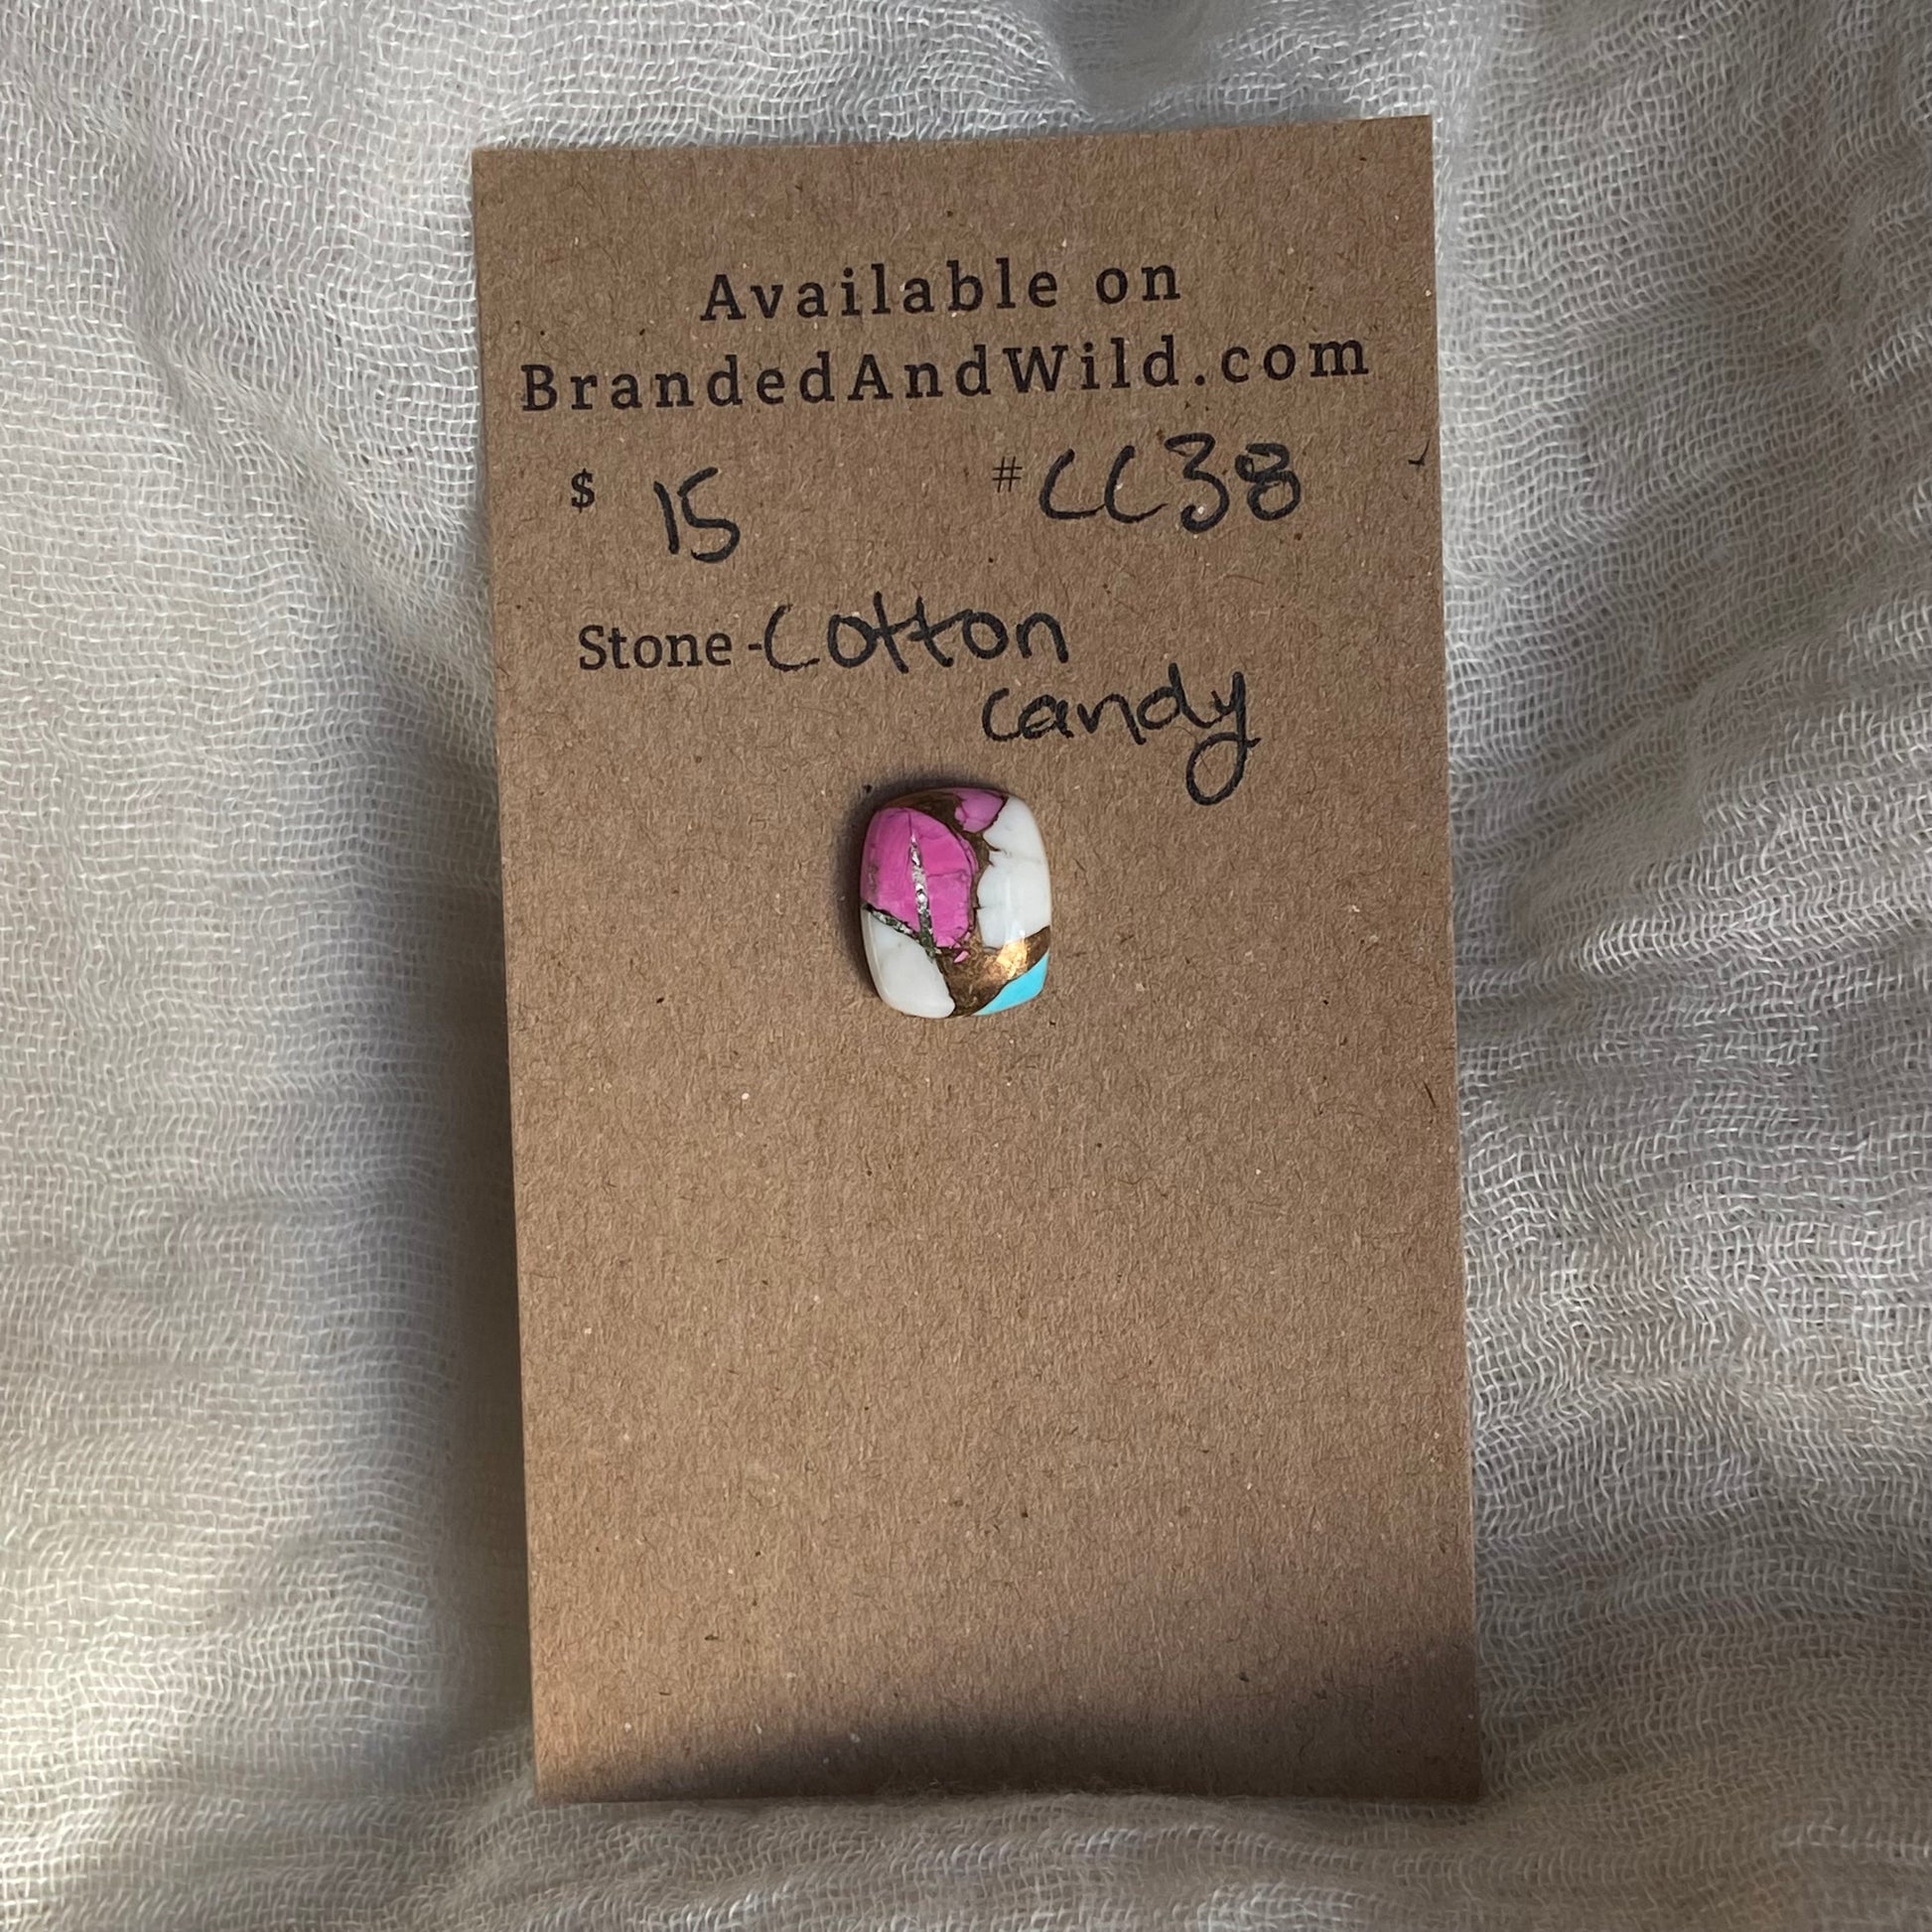 Available on
BrandedAndWild.com
$ 15 # CC38
Stone - Cotton
candy